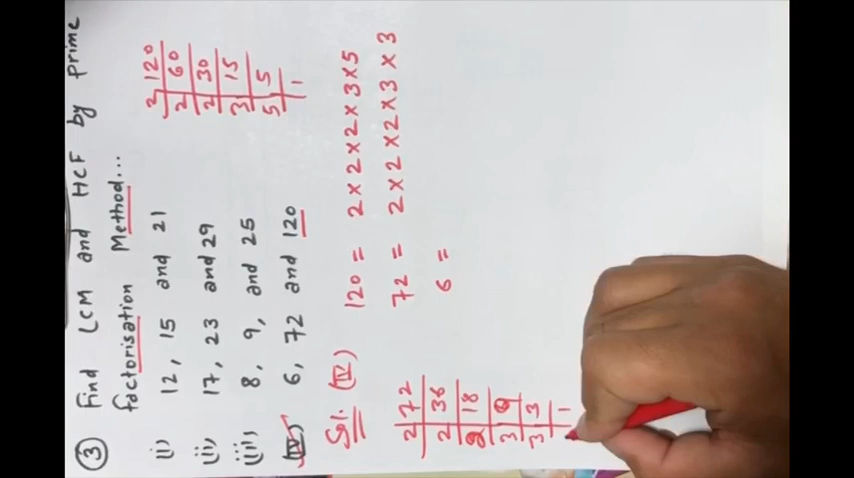 ③ Find LCM and HCF by prime
factorisation Method...
(i) 12, 15 and 21
(ii) 17, 23 and 29
(iii) 8, 9, and 25
(iv) 6, 72 and 120
2 120
2 60
2 30
3 15
5 5
1
Sol. (iv)
120 = 2×2×2×3×5
72 = 2×2×2×3×3
6 =
2 72
2 36
2 18
3 9
3 3
1